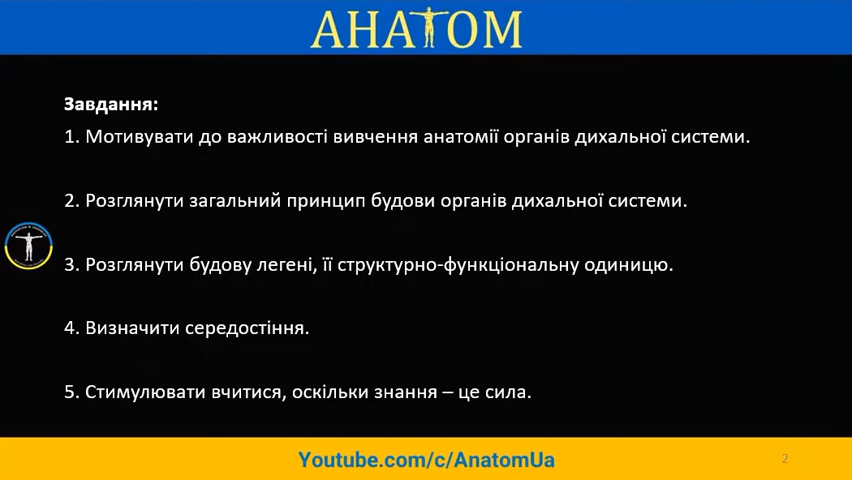 АНАТОМ
Завдання:
1. Мотивувати до важливості вивчення анатомії органів дихальної системи.
2. Розглянути загальний принцип будови органів дихальної системи.
3. Розглянути будову легені, її структурно-функціональну одиницю.
4. Визначити середостіння.
5. Стимулювати вчитися, оскільки знання – це сила.
Youtube.com/c/AnatomUa
2